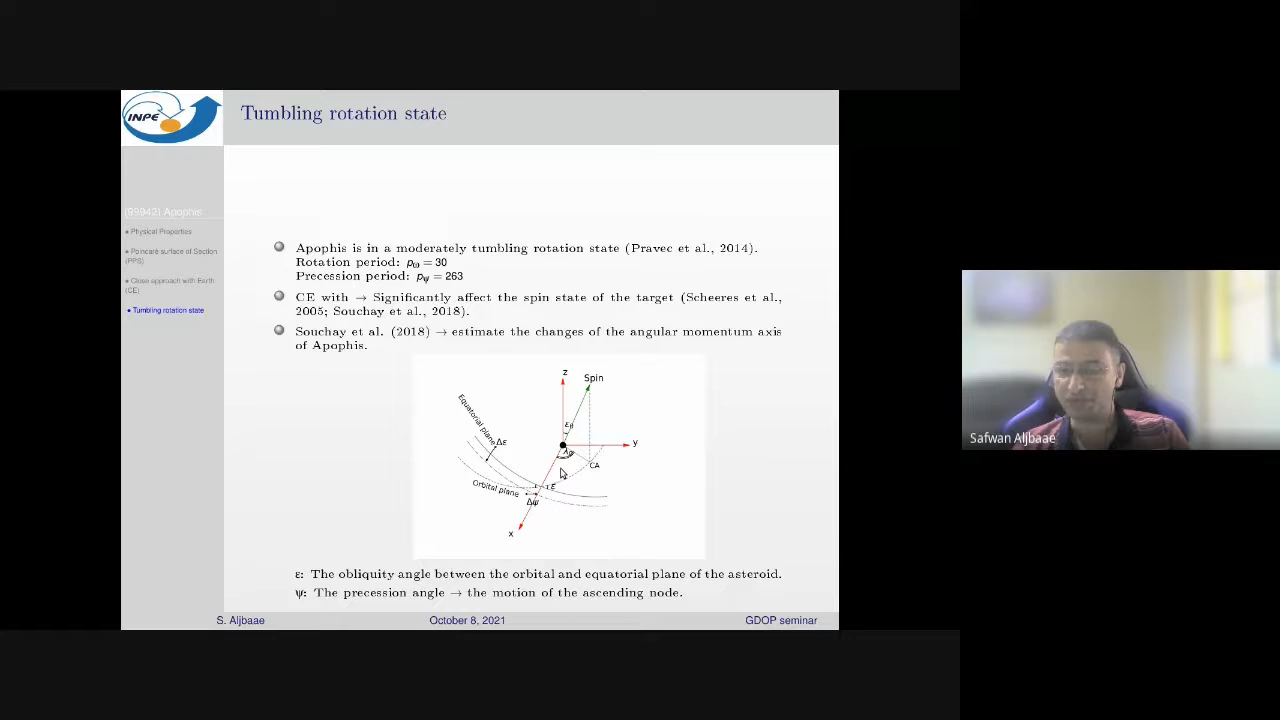 INPE
Tumbling rotation state
(99942) Apophis
• Physical Properties
• Poincaré surface of Section
(PPS)
• Close approach with Earth
(CE)
• Tumbling rotation state
Apophis is in a moderately tumbling rotation state (Pravec et al., 2014).
Rotation period: pω = 30
Precession period: pψ = 263
CE with → Significantly affect the spin state of the target (Scheeres et al.,
2005; Souchay et al., 2018).
Souchay et al. (2018) → estimate the changes of the angular momentum axis
of Apophis.
z
Spin
Equatorial plane
Δε
y
CA
Orbital plane
ε
Δψ
x
ε: The obliquity angle between the orbital and equatorial plane of the asteroid.
ψ: The precession angle → the motion of the ascending node.
S. Aljbaae
October 8, 2021
GDOP seminar
Safwan Aljbaae